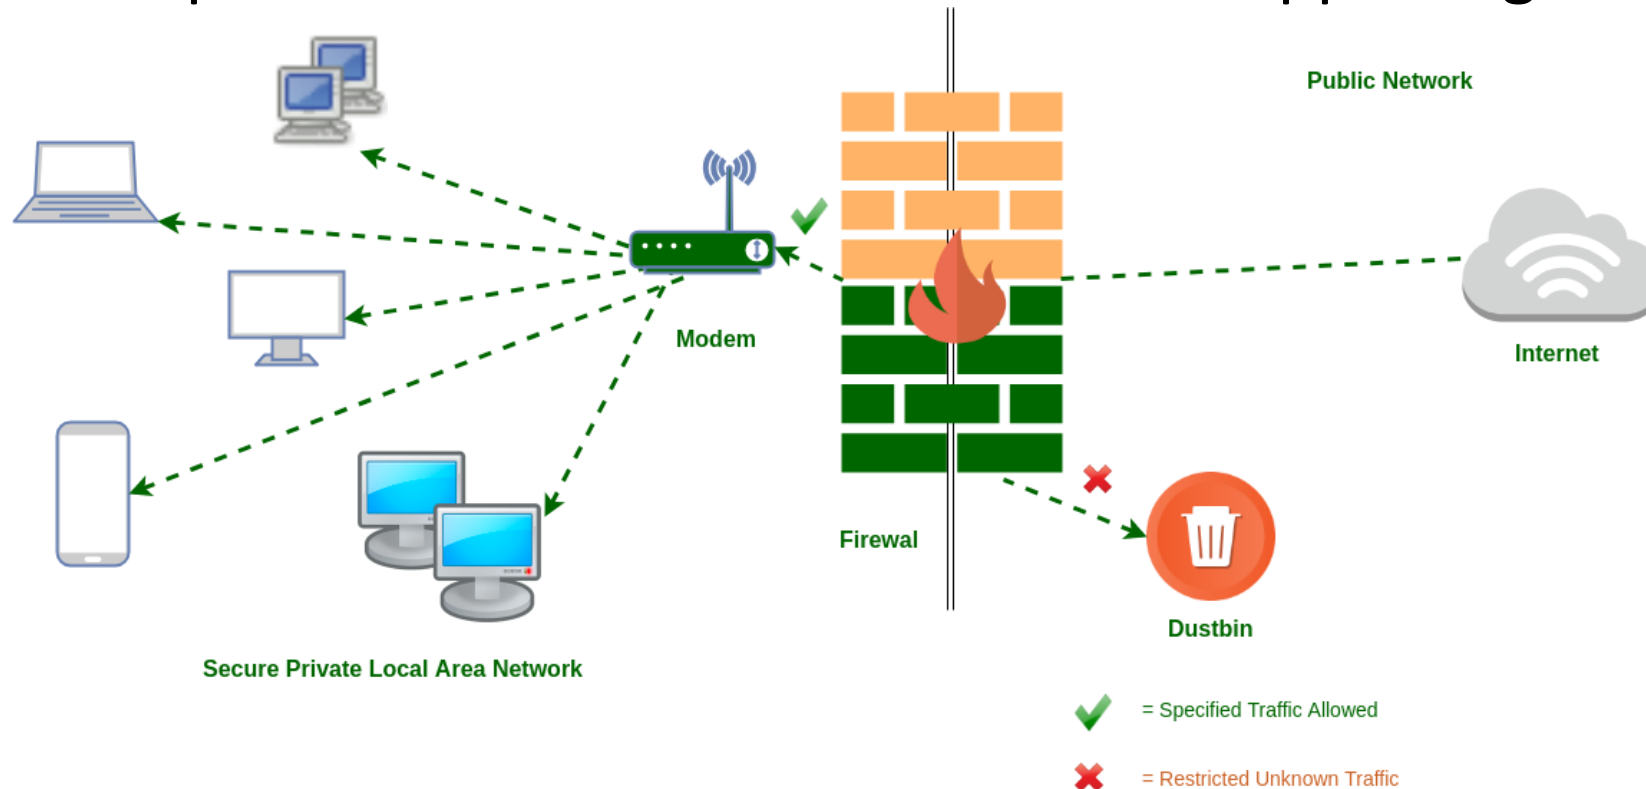 Public Network
Modem
Internet
Firewal
Dustbin
Secure Private Local Area Network
= Specified Traffic Allowed
= Restricted Unknown Traffic